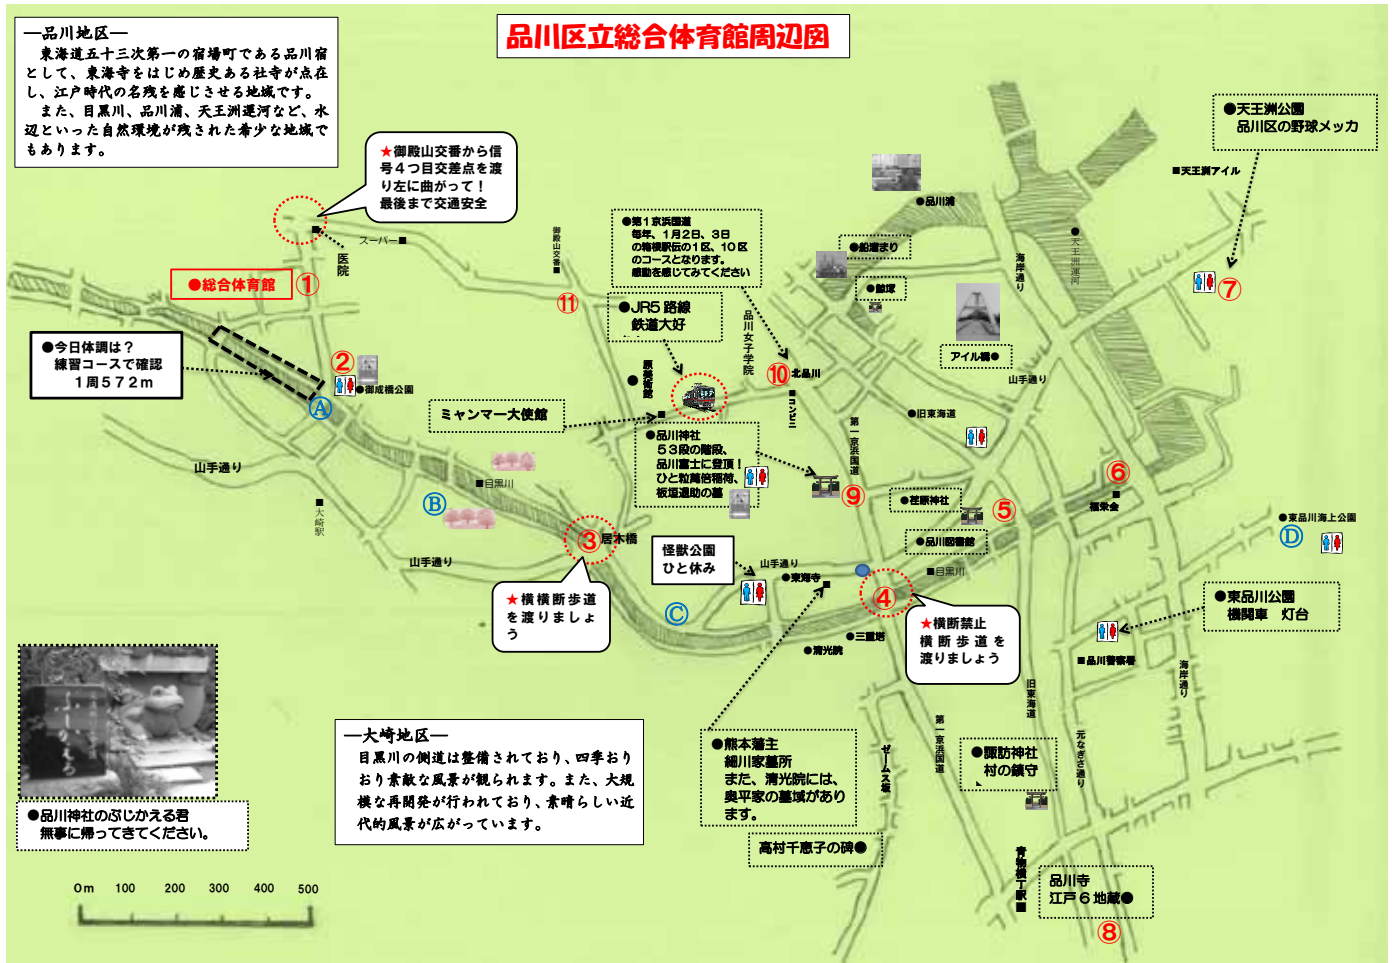 品川区立総合体育館周辺図
―品川地区―
東海道五十三次第一の宿場町である品川宿
として、東海寺をはじめ歴史ある社寺が点在
し、江戸時代の名残を感じさせる地域です。
また、目黒川、品川浦、天王洲運河など、水
辺といった自然環境が残された希少な地域で
もあります。
★御殿山交番から信
号４つ目交差点を渡
り左に曲がって！
最後まで交通安全
●天王洲公園
品川区の野球メッカ
■天王洲アイル
●品川浦
●船溜まり
●鯨塚
アイル橋●
●天王洲運河
海岸通り
⑦
医院
スーパー■
御殿山交番■
●総合体育館
①
⑪
●第１京浜国道
毎年、１月２日、３日
の箱根駅伝の１区、10 区
のコースとなります。
感動を感じてみてください
●JR５路線
鉄道大好
品川女子学院
⑩
北品川
■コンビニ
原美術館
●
●今日体調は？
練習コースで確認
１周５７２ｍ
②
●御成橋公園
Ⓐ
ミャンマー大使館
■
山手通り
●旧東海道
第一京浜国道
●品川神社
５３段の階段、
品川富士に登頂！
ひと粒萬倍稲荷、
板垣退助の墓
⑨
山手通り
■大崎駅
■目黒川
Ⓑ
③
居木橋
山手通り
★横横断歩道
を渡りましょ
う
怪獣公園
ひと休み
山手通り
●東海寺
Ⓒ
●荏原神社
⑤
⑥
福栄会
●品川図書館
■目黒川
④
●東品川海上公園
Ⓓ
●三重塔
●清光院
★横断禁止
横断歩道を
渡りましょう
●東品川公園
機関車　灯台
■品川警察署
海岸通り
旧東海道
元なぎさ通り
第一京浜国道
ゼームス坂
●品川神社のぶじかえる君
無事に帰ってきてください。
―大崎地区―
目黒川の側道は整備されており、四季おり
おり素敵な風景が観られます。また、大規
模な再開発が行われており、素晴らしい近
代的風景が広がっています。
●熊本藩主
細川家墓所
また、清光院には、
奥平家の墓域があり
ます。
高村千恵子の碑●
●諏訪神社
村の鎮守
青物横丁駅■
品川寺
江戸６地蔵●
⑧
0ｍ 100 200 300 400 500